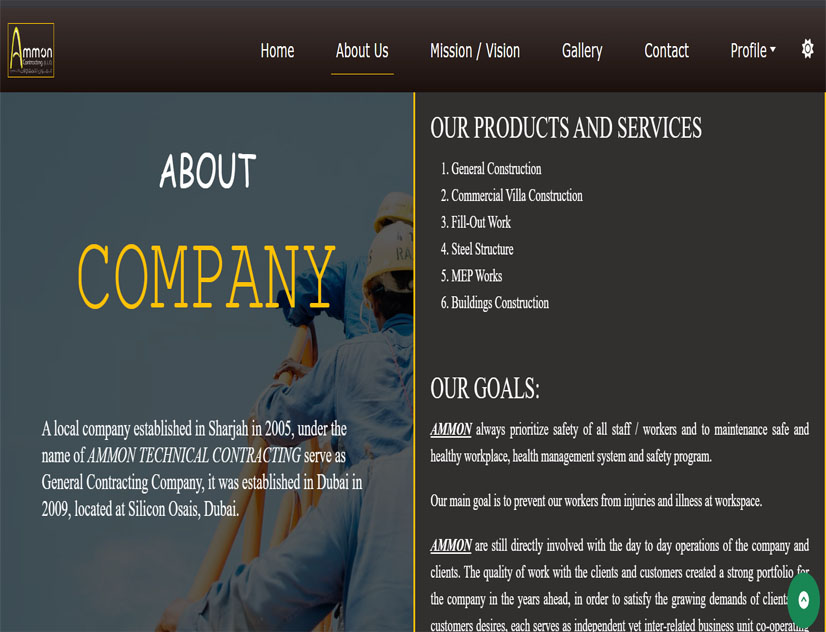 Ammon
Contracting L.L.C
Home
About Us
Mission / Vision
Gallery
Contact
Profile
ABOUT
COMPANY
A local company established in Sharjah in 2005, under the
name of AMMON TECHNICAL CONTRACTING serve as
General Contracting Company, it was established in Dubai in
2009, located at Silicon Osais, Dubai.
OUR PRODUCTS AND SERVICES
1. General Construction
2. Commercial Villa Construction
3. Fill-Out Work
4. Steel Structure
5. MEP Works
6. Buildings Construction
OUR GOALS:
AMMON always prioritize safety of all staff / workers and to maintenance safe and
healthy workplace, health management system and safety program.
Our main goal is to prevent our workers from injuries and illness at workspace.
AMMON are still directly involved with the day to day operations of the company and
clients. The quality of work with the clients and customers created a strong portfolio for
the company in the years ahead, in order to satisfy the grawing demands of clients
customers desires, each serves as independent yet inter-related business unit co-operating